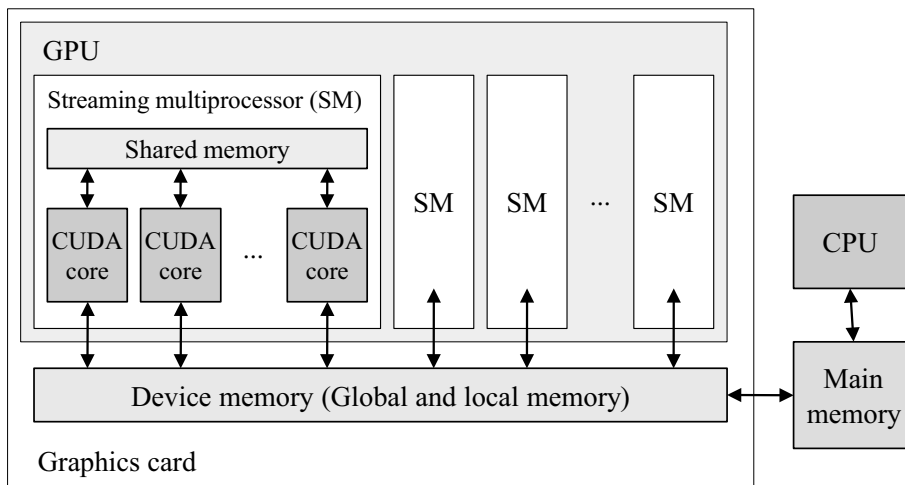 GPU
Streaming multiprocessor (SM)
Shared memory
CUDA
core
CUDA
core
...
CUDA
core
SM
SM
...
SM
CPU
Main
memory
Device memory (Global and local memory)
Graphics card